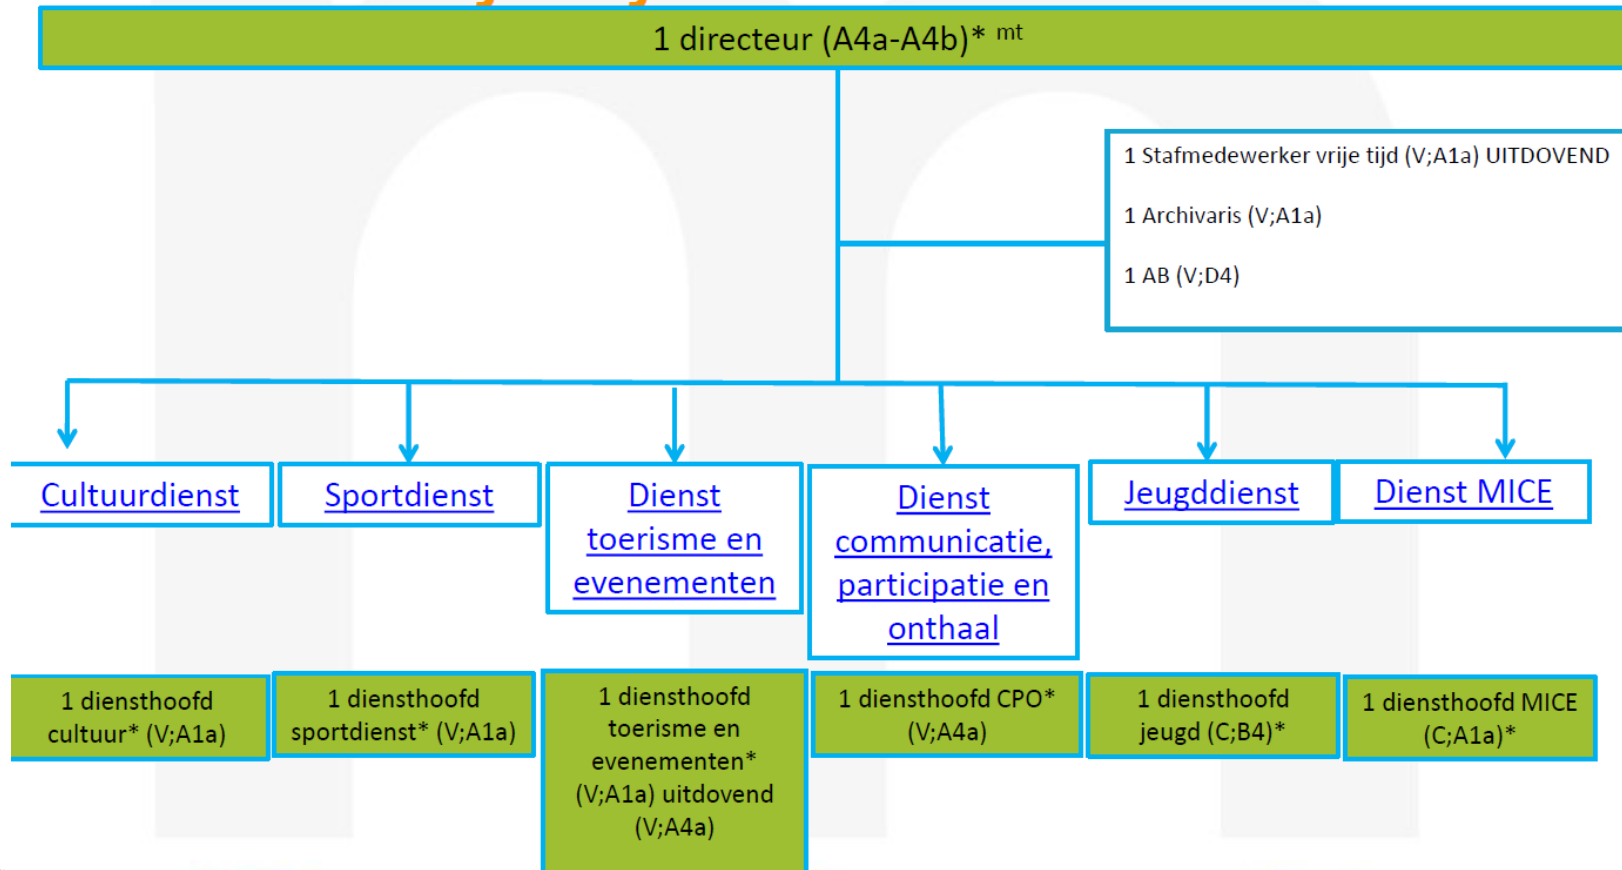 1 directeur (A4a-A4b)* mt
1 Stafmedewerker vrije tijd (V;A1a) UITDOVEND
1 Archivaris (V;A1a)
1 AB (V;D4)
Cultuurdienst
Sportdienst
Dienst
toerisme en
evenementen
Dienst
communicatie,
participatie en
onthaal
Jeugddienst
Dienst MICE
1 diensthoofd
cultuur* (V;A1a)
1 diensthoofd
sportdienst* (V;A1a)
1 diensthoofd
toerisme en
evenementen*
(V;A1a) uitdovend
(V;A4a)
1 diensthoofd CPO*
(V;A4a)
1 diensthoofd
jeugd (C;B4)*
1 diensthoofd MICE
(C;A1a)*